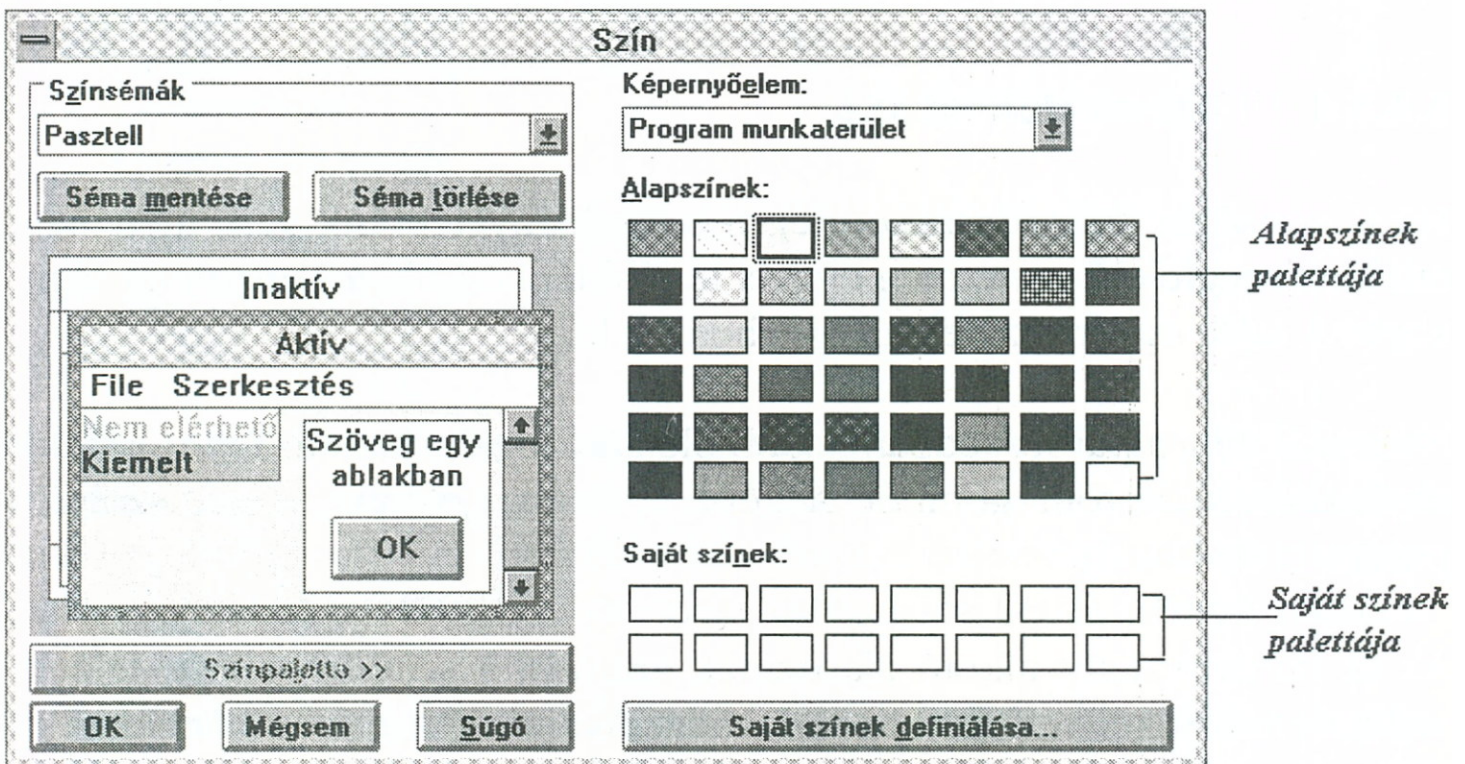 Szín
Színsémák
Pasztell
Séma mentése
Séma törlése
Inaktív
Aktív
File Szerkesztés
Nem elérhető
Kiemelt
Szöveg egy
ablakban
OK
Színpaletta >>
OK
Mégsem
Súgó
Képernyőelem:
Program munkaterület
Alapszínek:
Saját színek:
Saját színek definiálása...
Alapszínek
palettája
Saját színek
palettája